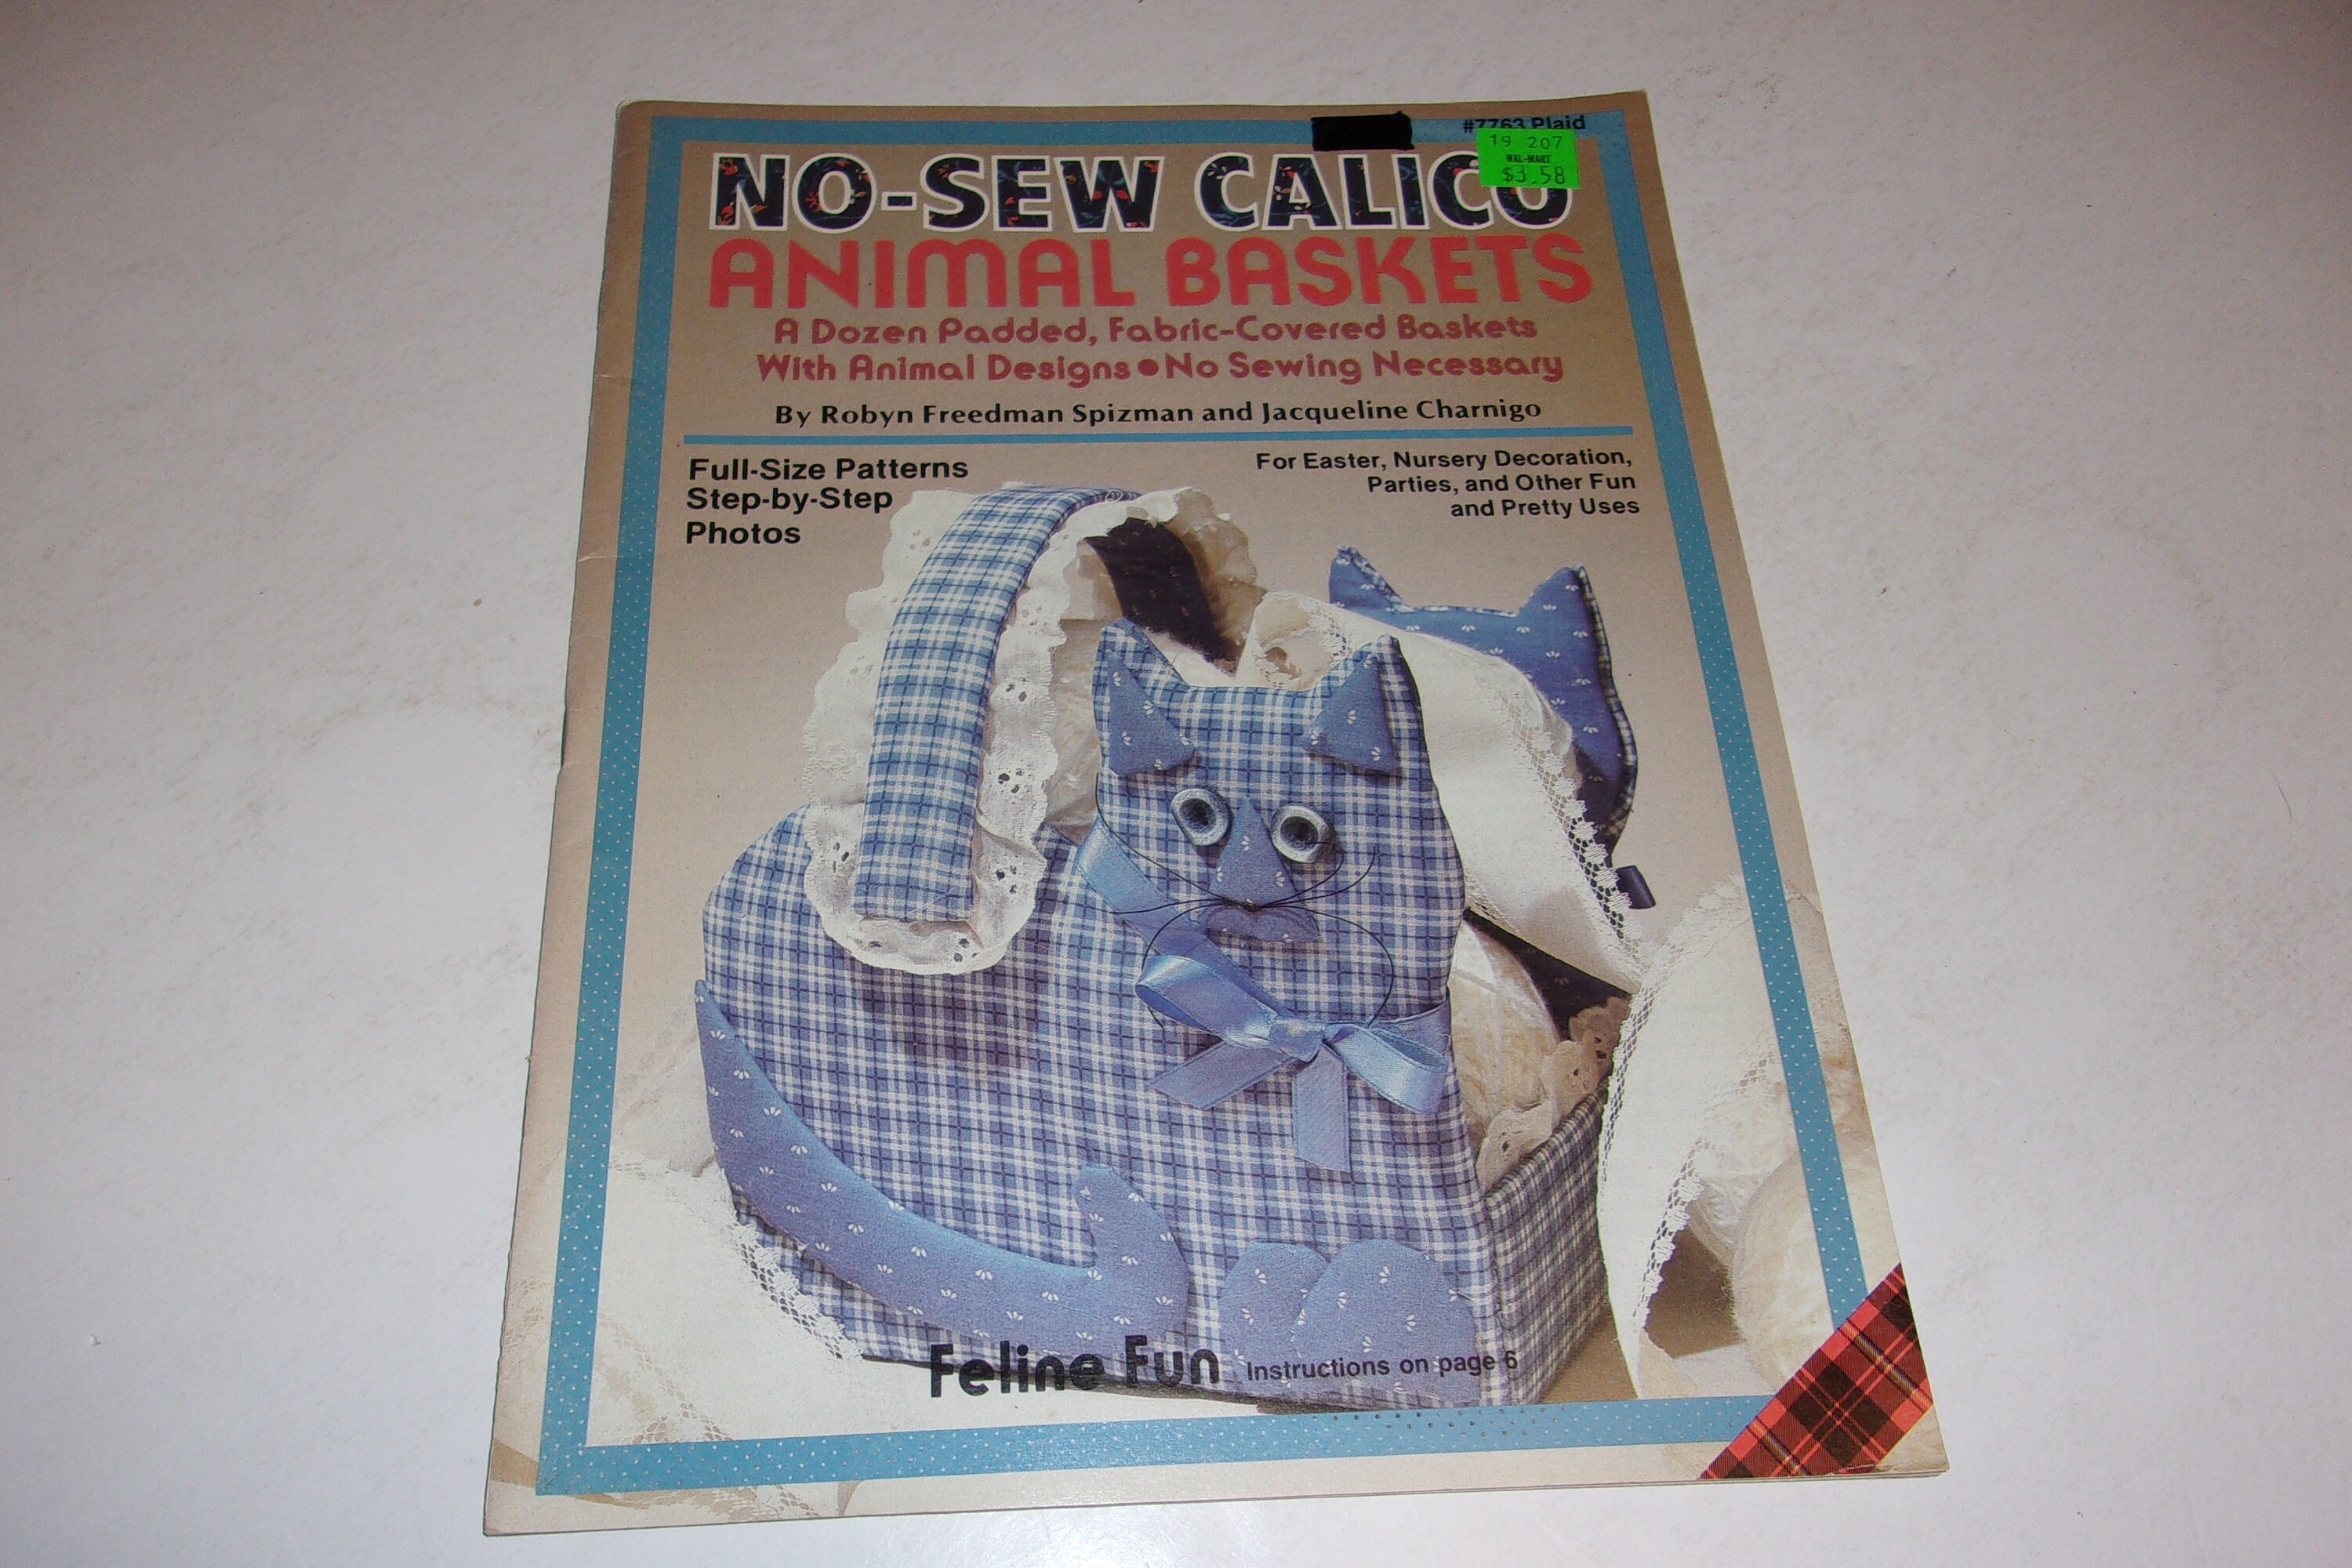 #7763 Plaid
19 207
WAL-MART
$3.58
NO-SEW CALICO
ANIMAL BASKETS
A Dozen Padded, Fabric-Covered Baskets
With Animal Designs • No Sewing Necessary
By Robyn Freedman Spizman and Jacqueline Charnigo
Full-Size Patterns
Step-by-Step
Photos
For Easter, Nursery Decoration,
Parties, and Other Fun
and Pretty Uses
Feline Fun Instructions on page 6